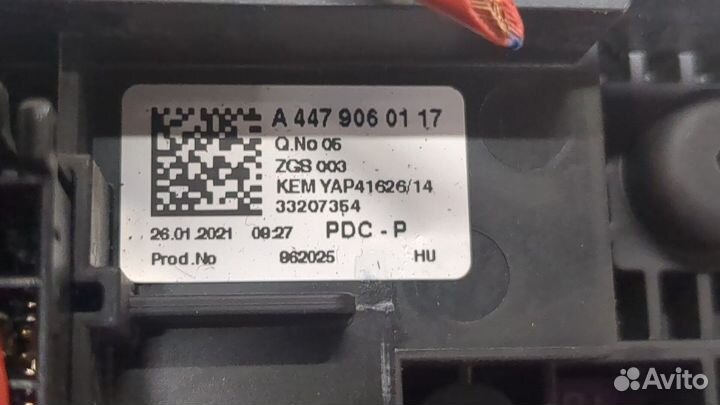 A 447 906 01 17
Q.No 06
ZGS 003
KEM YAP41626/14
33207354
26.01.2021 09:27 PDC - P
Prod.No 962025 HU
Avito